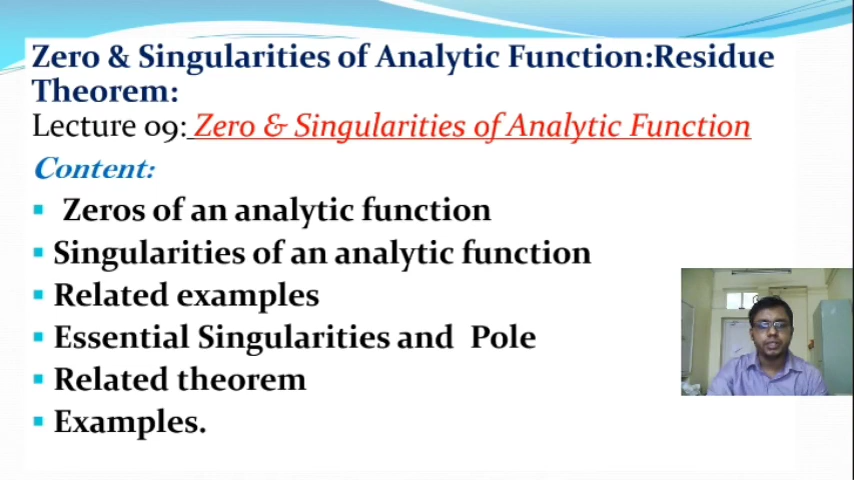 Zero & Singularities of Analytic Function:Residue
Theorem:
Lecture 09: Zero & Singularities of Analytic Function
Content:
Zeros of an analytic function
Singularities of an analytic function
Related examples
Essential Singularities and Pole
Related theorem
Examples.